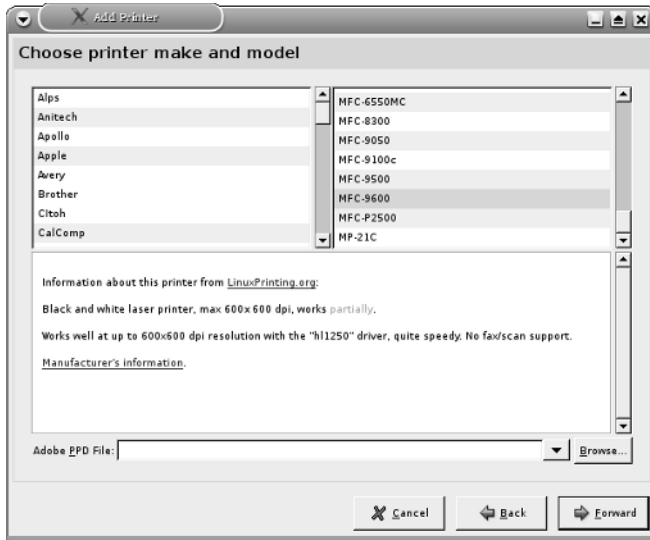 Add Printer
Choose printer make and model
Alps
Anitech
Apollo
Apple
Avery
Brother
CItoh
CalComp
MFC-6550MC
MFC-8300
MFC-9050
MFC-9100c
MFC-9500
MFC-9600
MFC-P2500
MP-21C
Information about this printer from LinuxPrinting.org:
Black and white laser printer, max 600x600 dpi, works partially.
Works well at up to 600x600 dpi resolution with the "hl1250" driver, quite speedy. No fax/scan support.
Manufacturer's information.
Adobe PPD File:
Browse...
Cancel
Back
Forward